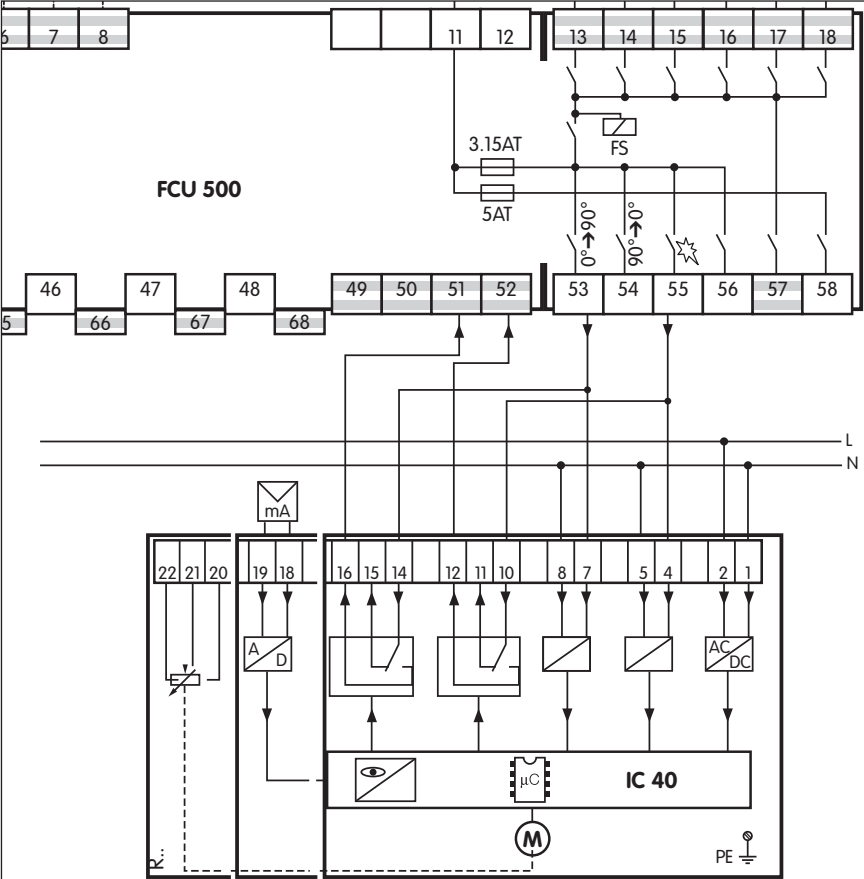 6 7 8 11 12 13 14 15 16 17 18
3.15AT
FS
FCU 500
5AT
0°➔90°
90°➔0°
46 47 48 49 50 51 52 53 54 55 56 57 58
5 66 67 68
L
N
mA
22 21 20 19 18 16 15 14 12 11 10 8 7 5 4 2 1
A
D
AC
DC
µC
IC 40
M
PE
R..